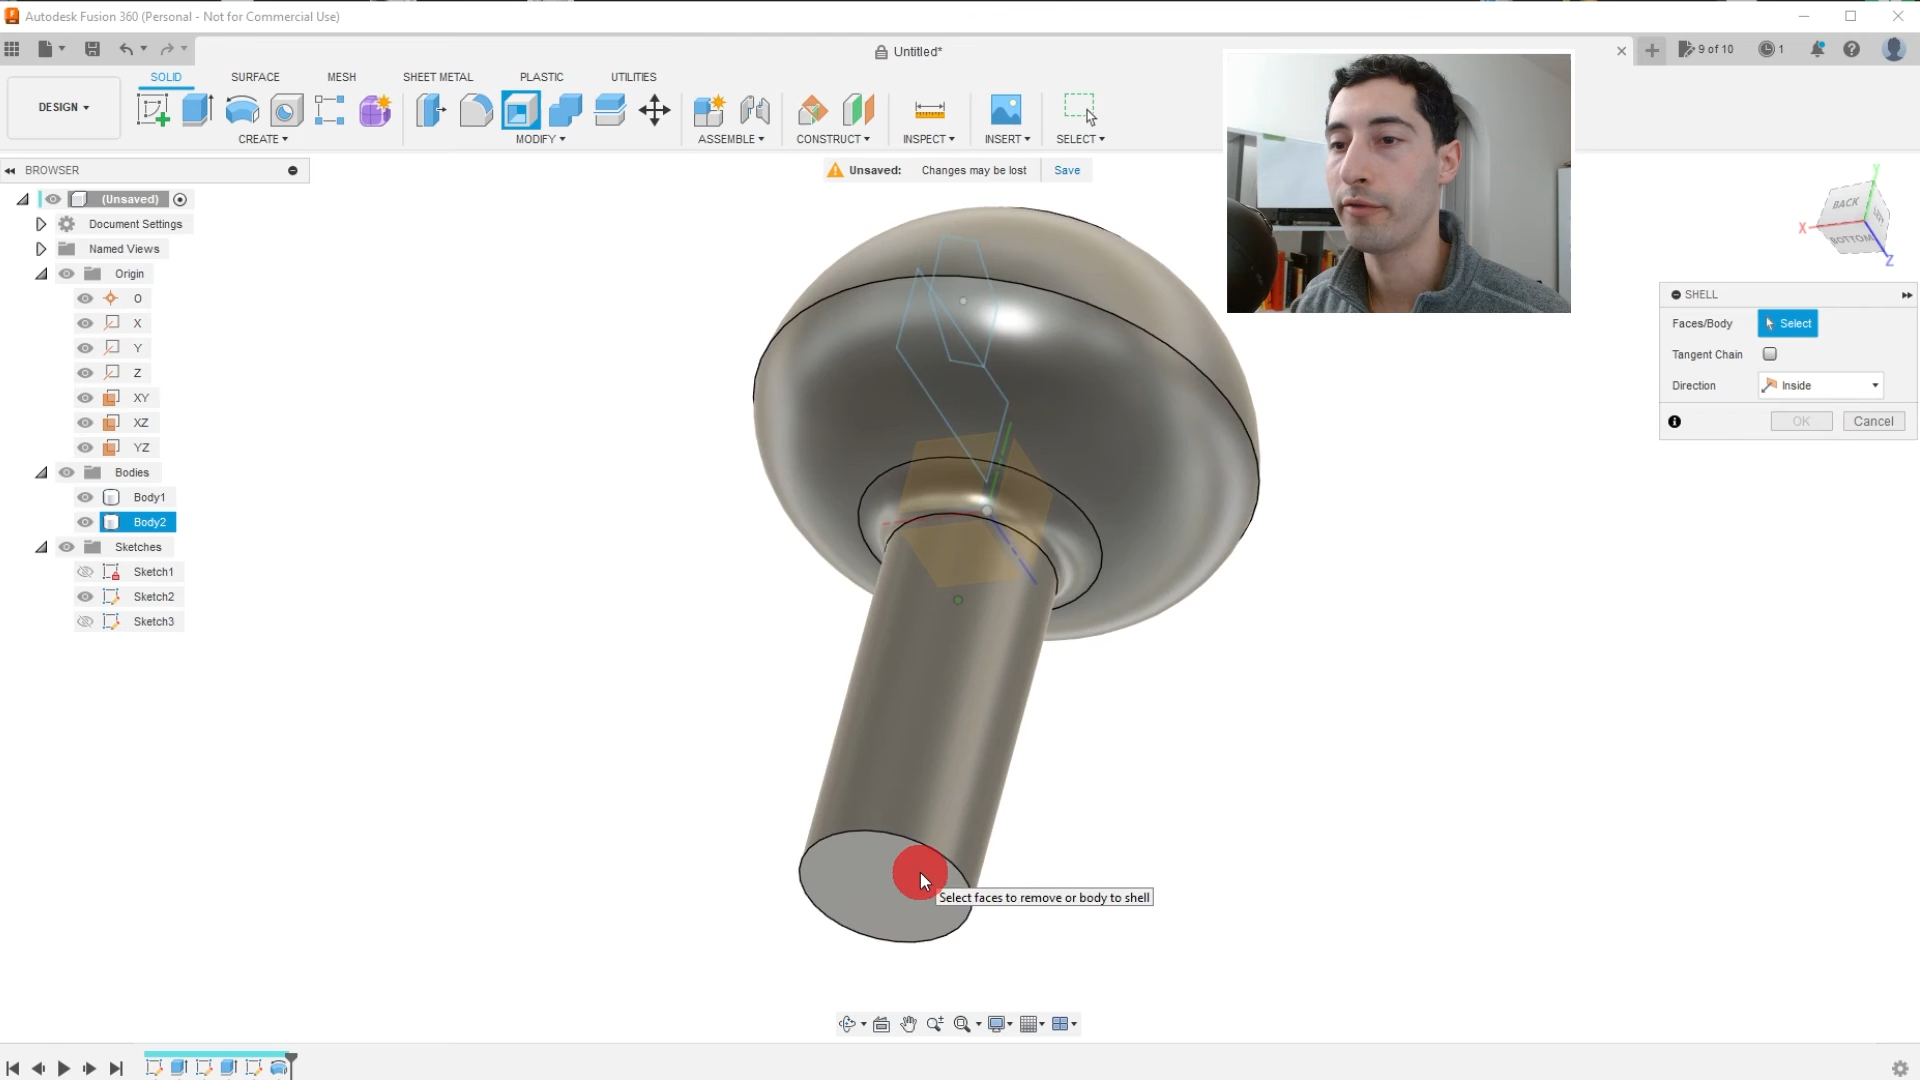 Autodesk Fusion 360 (Personal - Not for Commercial Use)
Untitled*
9 of 10
1
SOLID SURFACE MESH SHEET METAL PLASTIC UTILITIES
DESIGN
CREATE MODIFY ASSEMBLE CONSTRUCT INSPECT INSERT SELECT
BROWSER
Unsaved: Changes may be lost Save
(Unsaved)
Document Settings
Named Views
Origin
O
X
Y
Z
XY
XZ
YZ
Bodies
Body1
Body2
Sketches
Sketch1
Sketch2
Sketch3
Y
BACK
X
BOTTOM
Z
SHELL
Faces/Body Select
Tangent Chain
Direction Inside
OK Cancel
Select faces to remove or body to shell